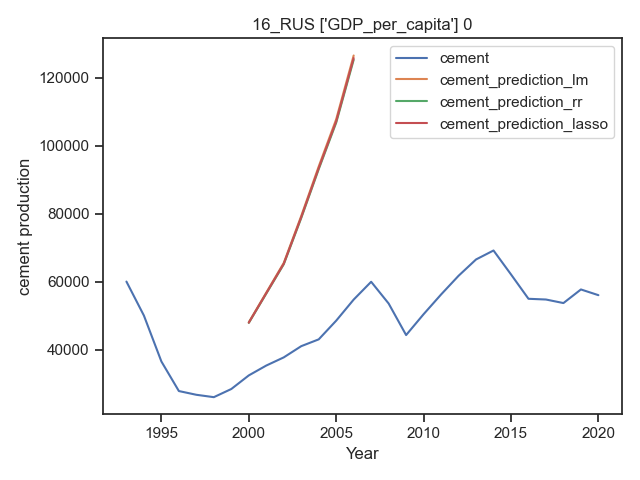 16_RUS ['GDP_per_capita'] 0
cement
cement_prediction_lm
cement_prediction_rr
cement_prediction_lasso
cement production
120000
100000
80000
60000
40000
1995
2000
2005
2010
2015
2020
Year